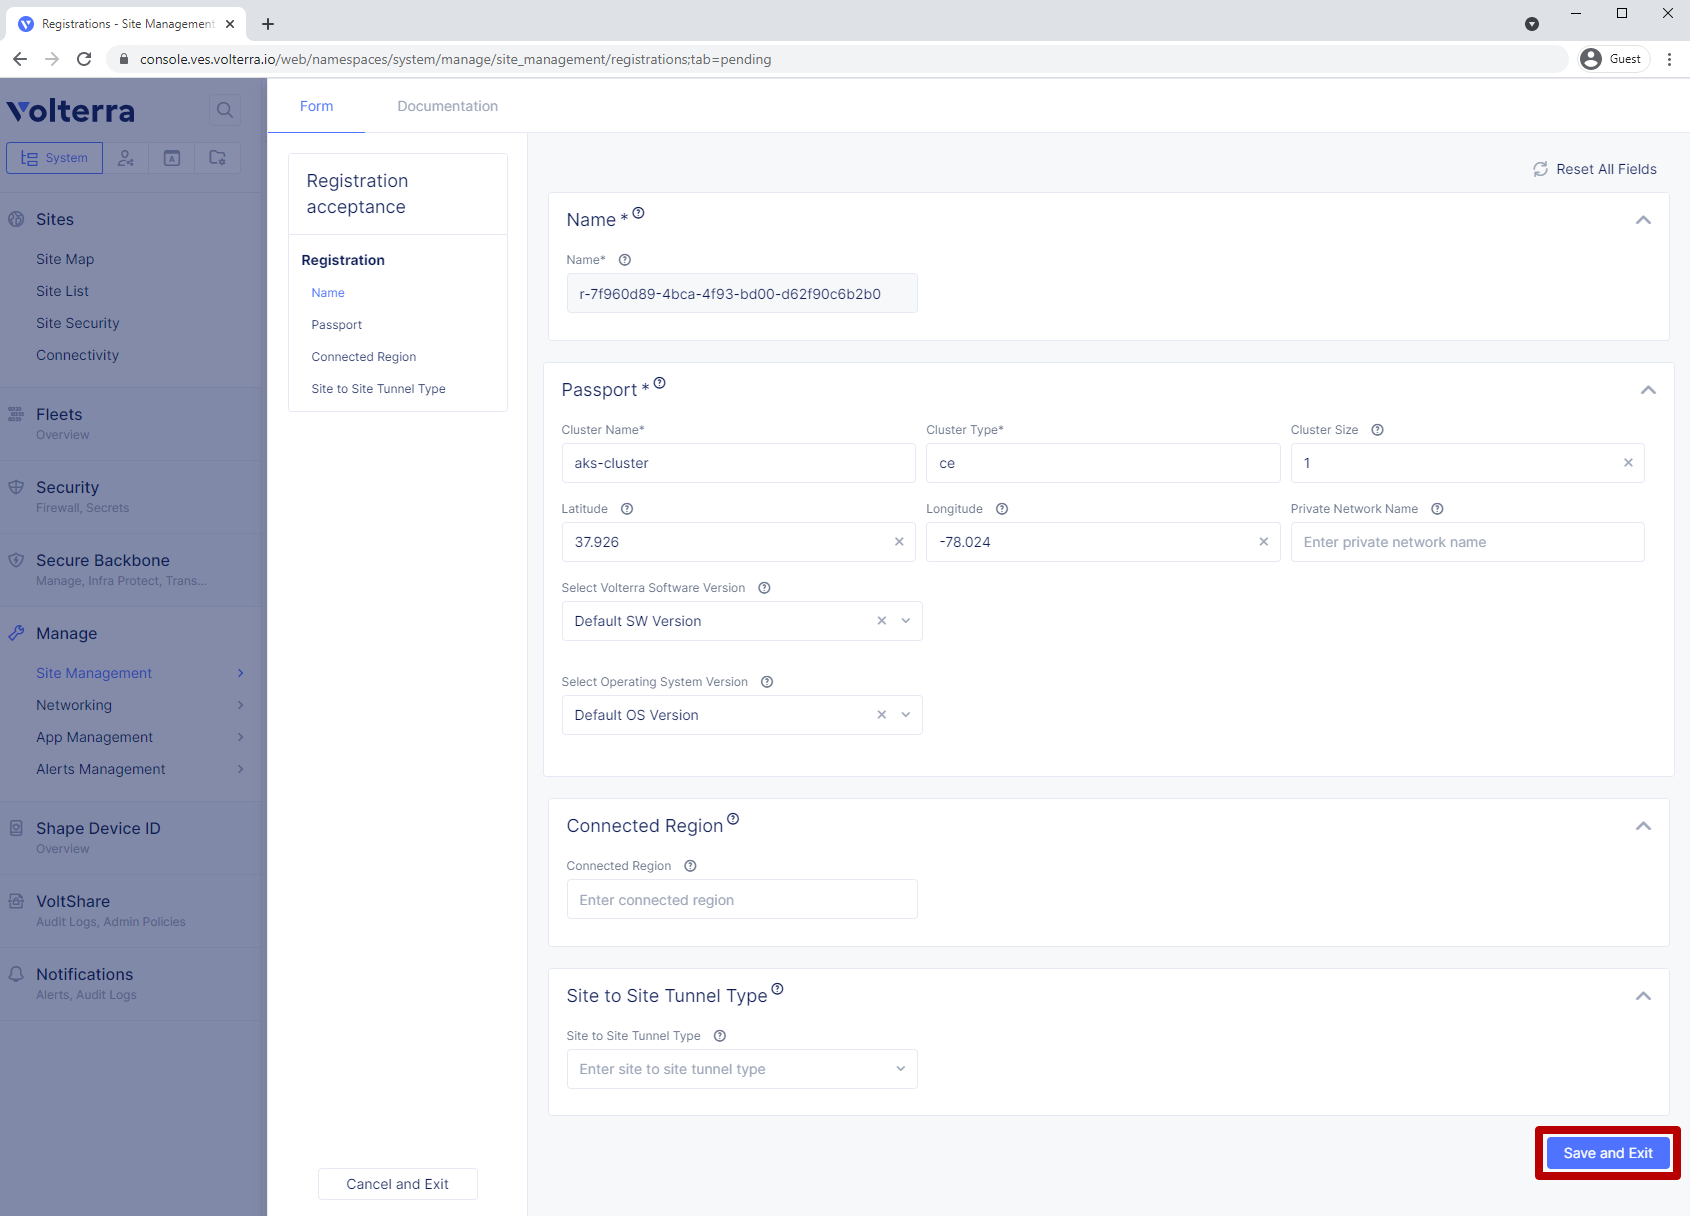 Registrations - Site Management
console.ves.volterra.io/web/namespaces/system/manage/site_management/registrations;tab=pending
Guest
Volterra
System
Sites
Site Map
Site List
Site Security
Connectivity
Fleets
Overview
Security
Firewall, Secrets
Secure Backbone
Manage, Infra Protect, Trans...
Manage
Site Management
Networking
App Management
Alerts Management
Shape Device ID
Overview
VoltShare
Audit Logs, Admin Policies
Notifications
Alerts, Audit Logs
Form
Documentation
Registration
acceptance
Registration
Name
Passport
Connected Region
Site to Site Tunnel Type
Cancel and Exit
Reset All Fields
Name *
Name*
r-7f960d89-4bca-4f93-bd00-d62f90c6b2b0
Passport *
Cluster Name* Cluster Type* Cluster Size
aks-cluster ce 1
Latitude Longitude Private Network Name
37.926 -78.024 Enter private network name
Select Volterra Software Version
Default SW Version
Select Operating System Version
Default OS Version
Connected Region
Connected Region
Enter connected region
Site to Site Tunnel Type
Site to Site Tunnel Type
Enter site to site tunnel type
Save and Exit